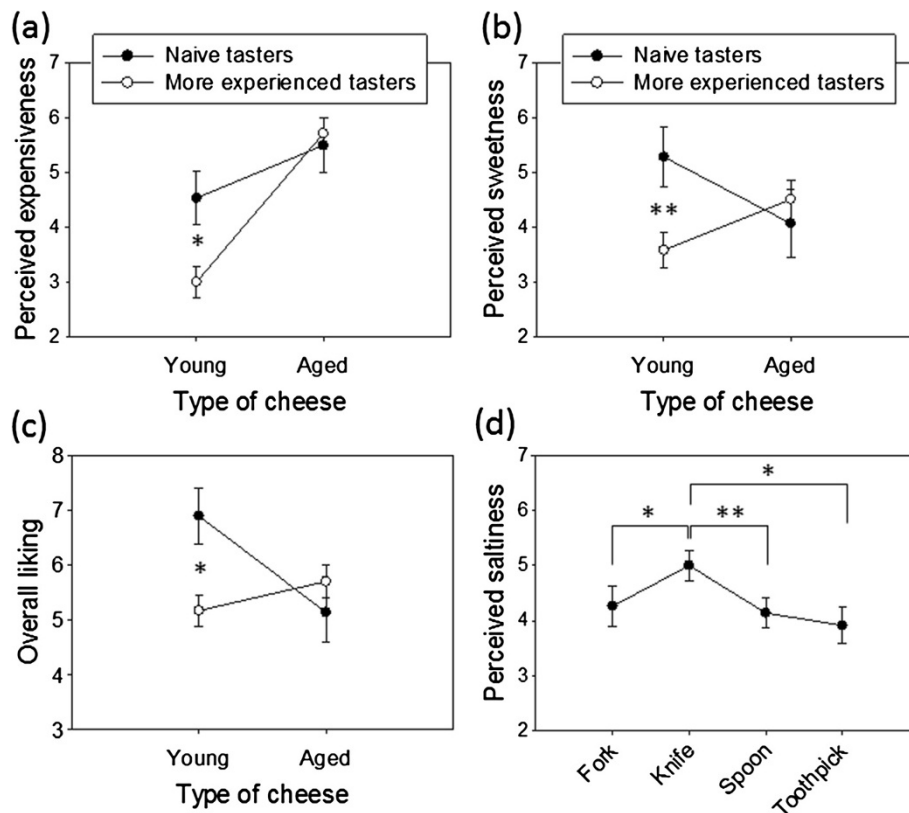 (a)
Naive tasters
More experienced tasters
Perceived expensiveness
7
6
5
4
3
2
*
Young
Aged
Type of cheese
(b)
Naive tasters
More experienced tasters
Perceived sweetness
7
6
5
4
3
2
**
Young
Aged
Type of cheese
(c)
Overall liking
8
7
6
5
4
3
*
Young
Aged
Type of cheese
(d)
Perceived saltiness
7
6
5
4
3
2
*
**
*
Fork
Knife
Spoon
Toothpick